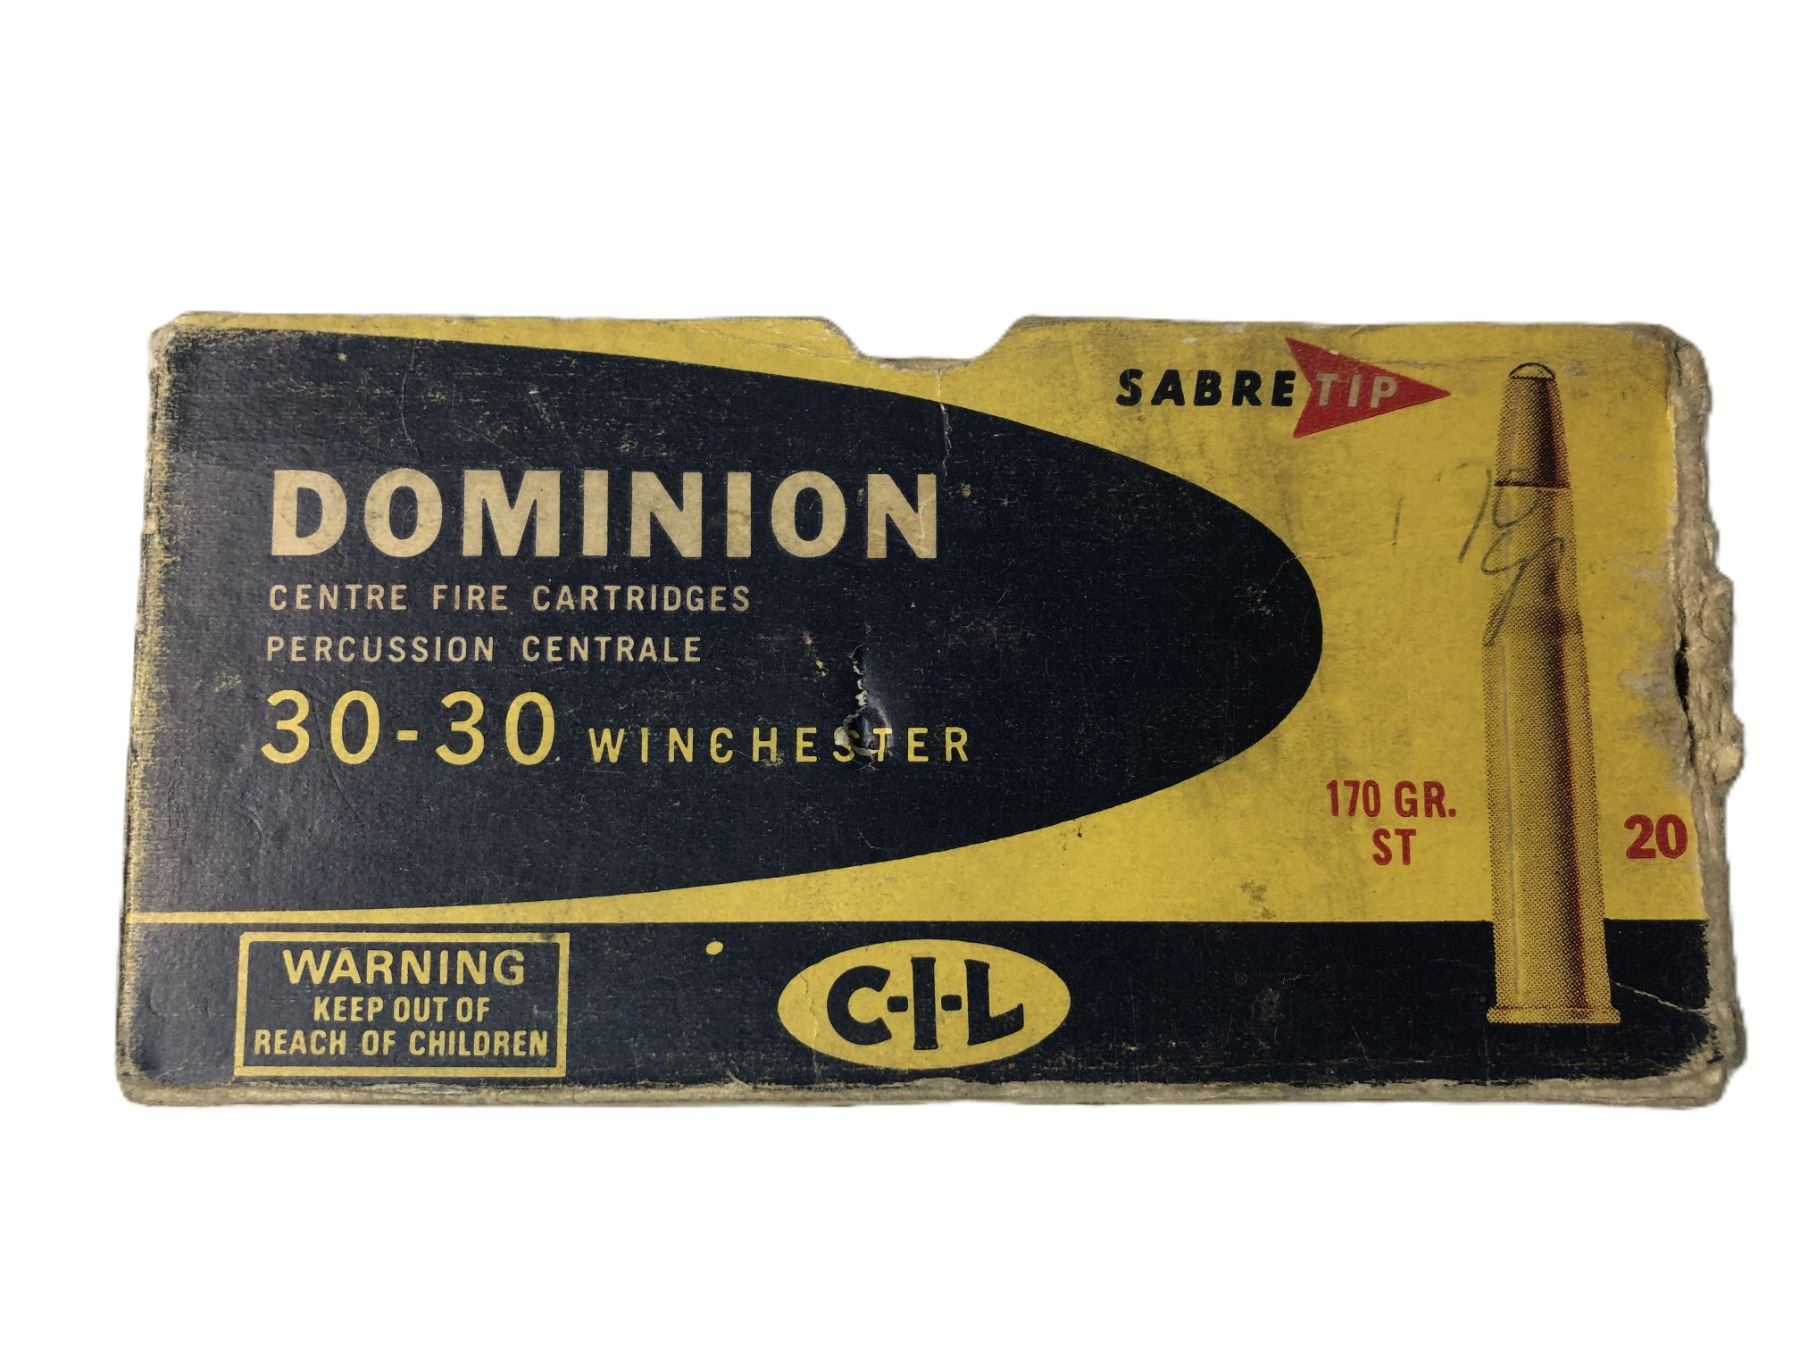 SABRE TIP
DOMINION
CENTRE FIRE CARTRIDGES
PERCUSSION CENTRALE
30-30 WINCHESTER
170 GR.
ST
20
WARNING
KEEP OUT OF
REACH OF CHILDREN
C-I-L